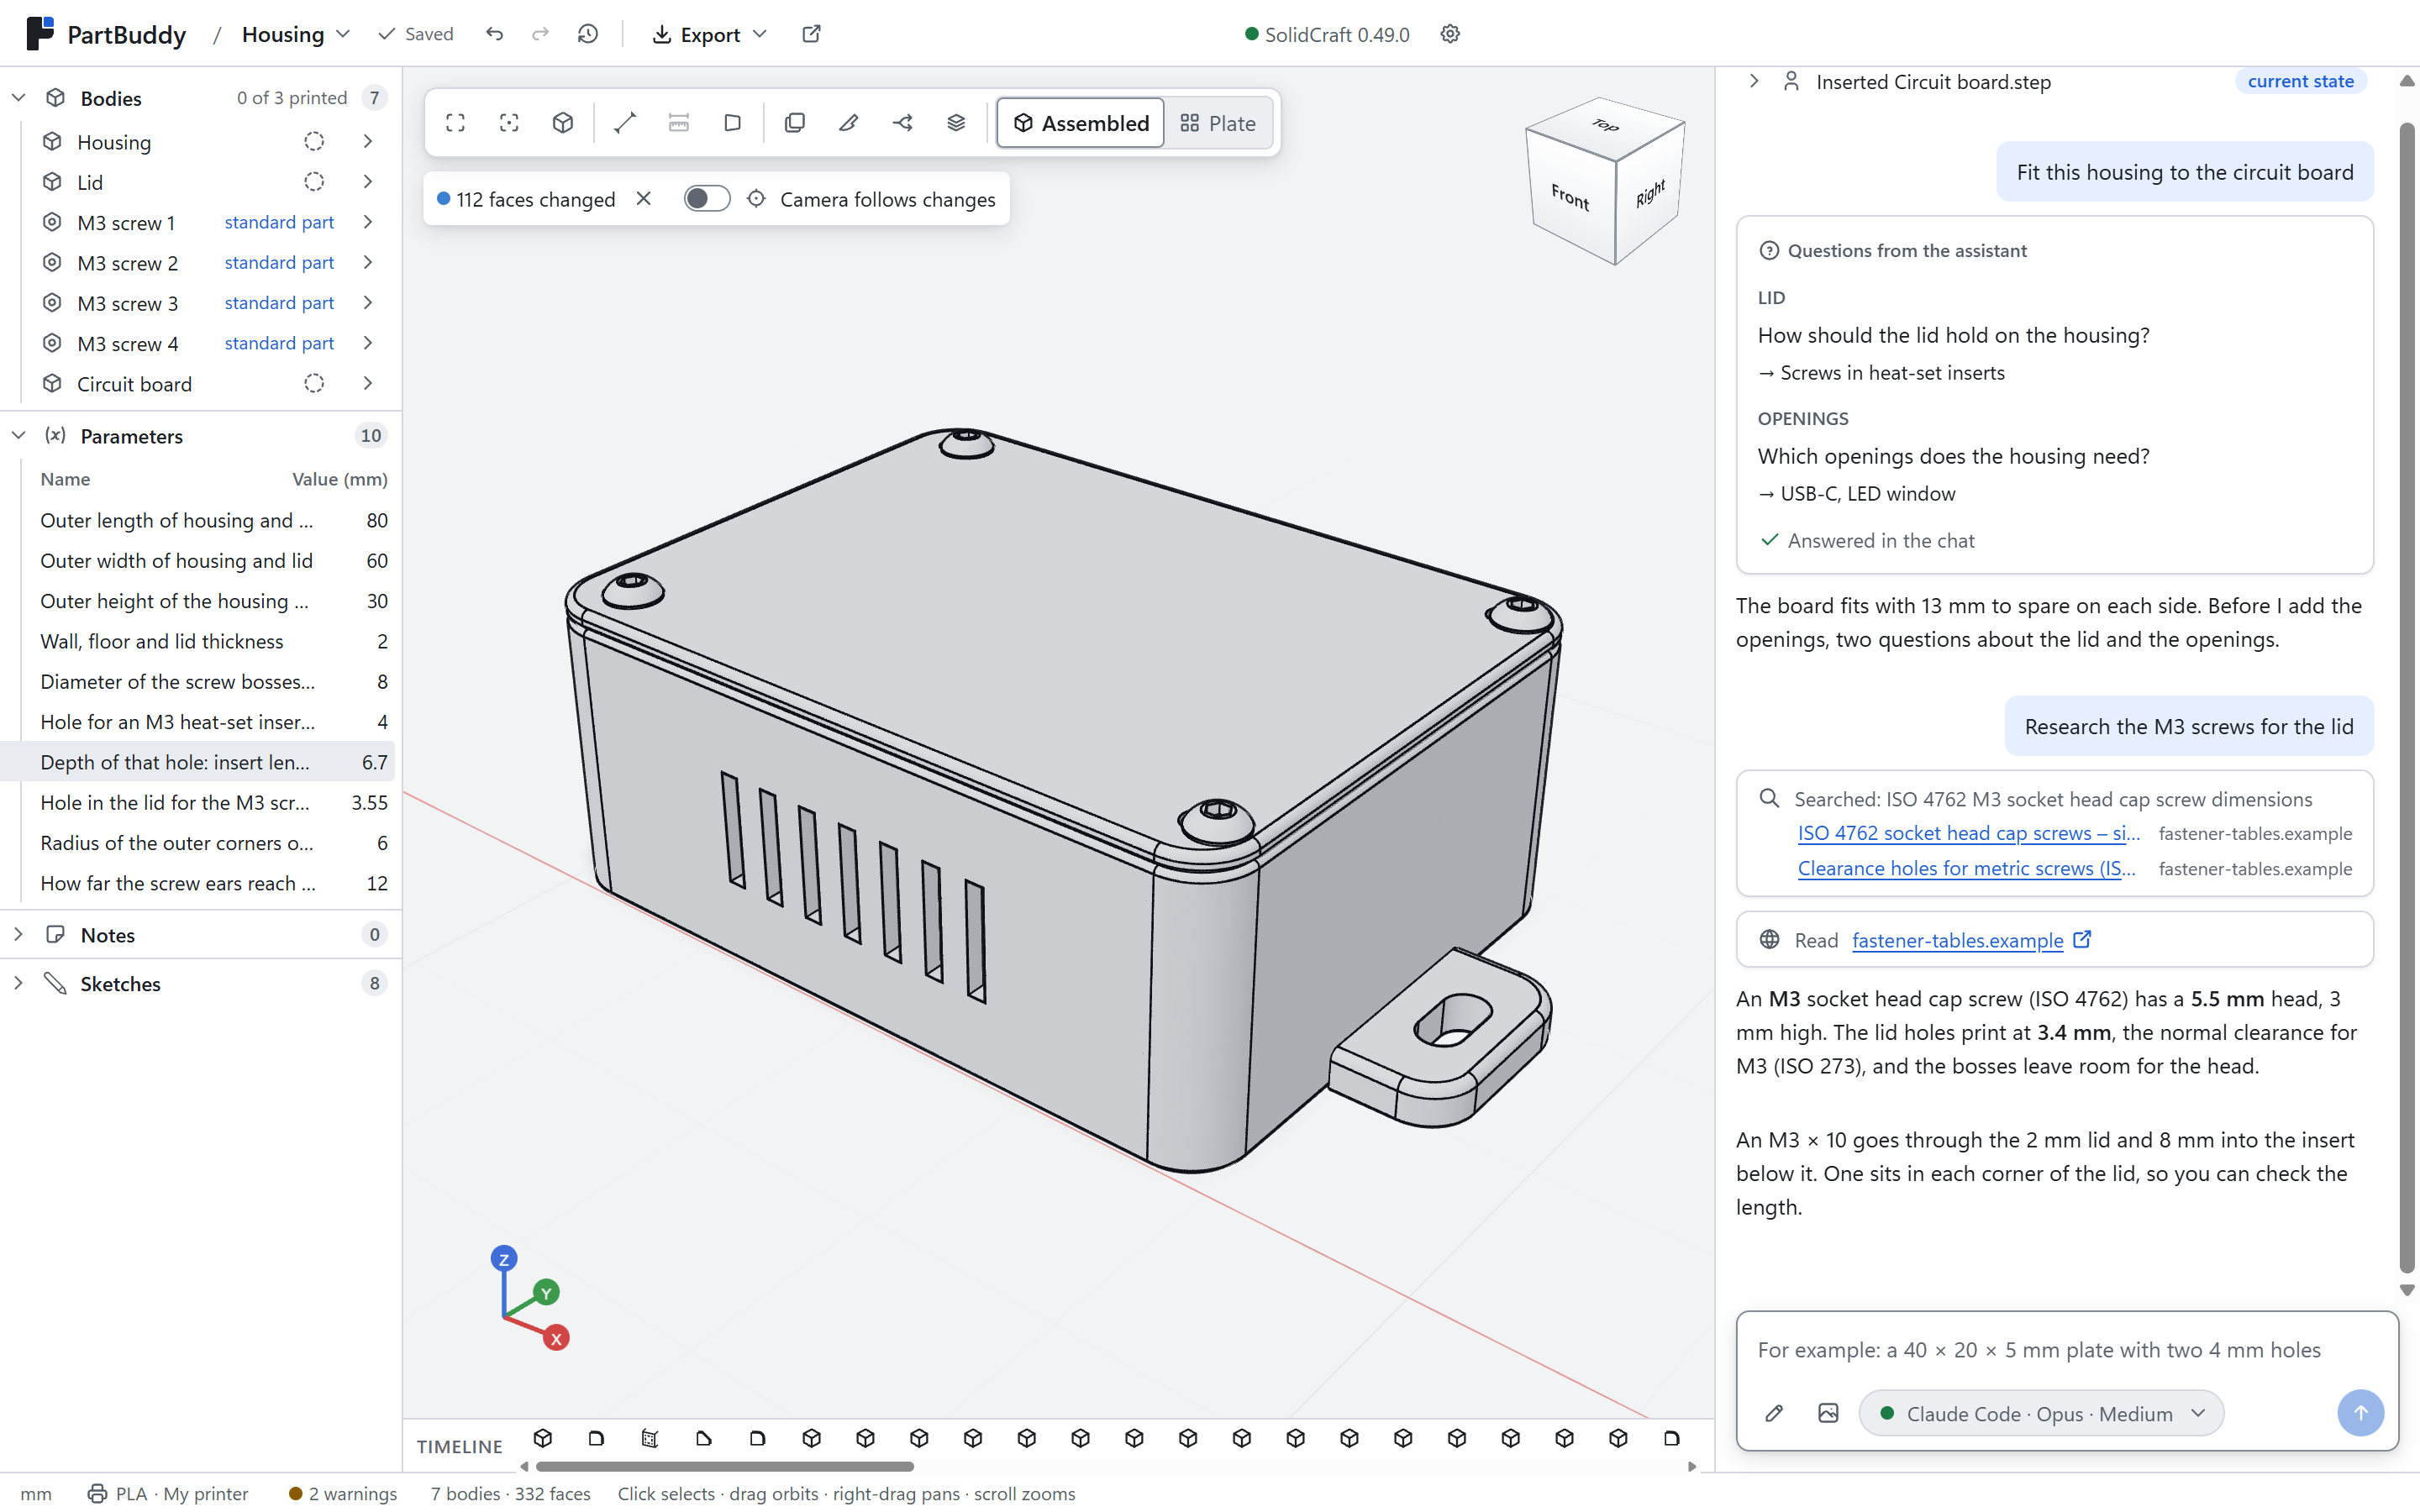 PartBuddy / Housing Saved Export SolidCraft 0.49.0
Bodies 0 of 3 printed 7
Housing
Lid
M3 screw 1 standard part
M3 screw 2 standard part
M3 screw 3 standard part
M3 screw 4 standard part
Circuit board
(x) Parameters 10
Name Value (mm)
Outer length of housing and ... 80
Outer width of housing and lid 60
Outer height of the housing ... 30
Wall, floor and lid thickness 2
Diameter of the screw bosses... 8
Hole for an M3 heat-set inser... 4
Depth of that hole: insert len... 6.7
Hole in the lid for the M3 scr... 3.55
Radius of the outer corners o... 6
How far the screw ears reach ... 12
Notes 0
Sketches 8
Assembled Plate
112 faces changed Camera follows changes
Top
Front
Right
Z
Y
X
TIMELINE
Inserted Circuit board.step current state
Fit this housing to the circuit board
Questions from the assistant
LID
How should the lid hold on the housing?
→ Screws in heat-set inserts
OPENINGS
Which openings does the housing need?
→ USB-C, LED window
Answered in the chat
The board fits with 13 mm to spare on each side. Before I add the
openings, two questions about the lid and the openings.
Research the M3 screws for the lid
Searched: ISO 4762 M3 socket head cap screw dimensions
ISO 4762 socket head cap screws – si... fastener-tables.example
Clearance holes for metric screws (IS... fastener-tables.example
Read fastener-tables.example
An M3 socket head cap screw (ISO 4762) has a 5.5 mm head, 3
mm high. The lid holes print at 3.4 mm, the normal clearance for
M3 (ISO 273), and the bosses leave room for the head.
An M3 × 10 goes through the 2 mm lid and 8 mm into the insert
below it. One sits in each corner of the lid, so you can check the
length.
For example: a 40 × 20 × 5 mm plate with two 4 mm holes
Claude Code · Opus · Medium
mm PLA · My printer 2 warnings 7 bodies · 332 faces Click selects · drag orbits · right-drag pans · scroll zooms